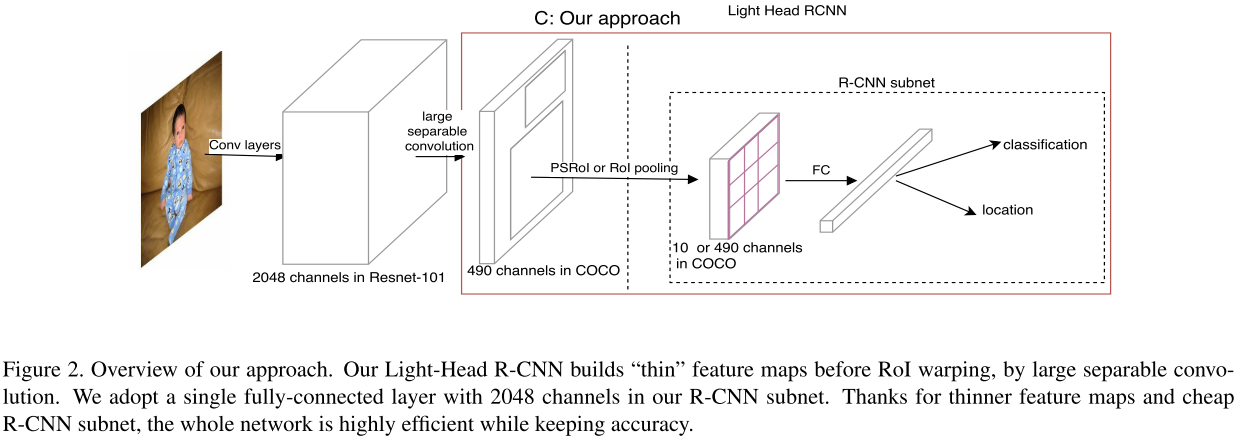 C: Our approach
Light Head RCNN
R-CNN subnet
large
separable
convolution
Conv layers
PSRoI or RoI pooling
FC
classification
location
10 or 490 channels
in COCO
490 channels in COCO
2048 channels in Resnet-101
Figure 2. Overview of our approach. Our Light-Head R-CNN builds “thin” feature maps before RoI warping, by large separable convo-
lution. We adopt a single fully-connected layer with 2048 channels in our R-CNN subnet. Thanks for thinner feature maps and cheap
R-CNN subnet, the whole network is highly efficient while keeping accuracy.